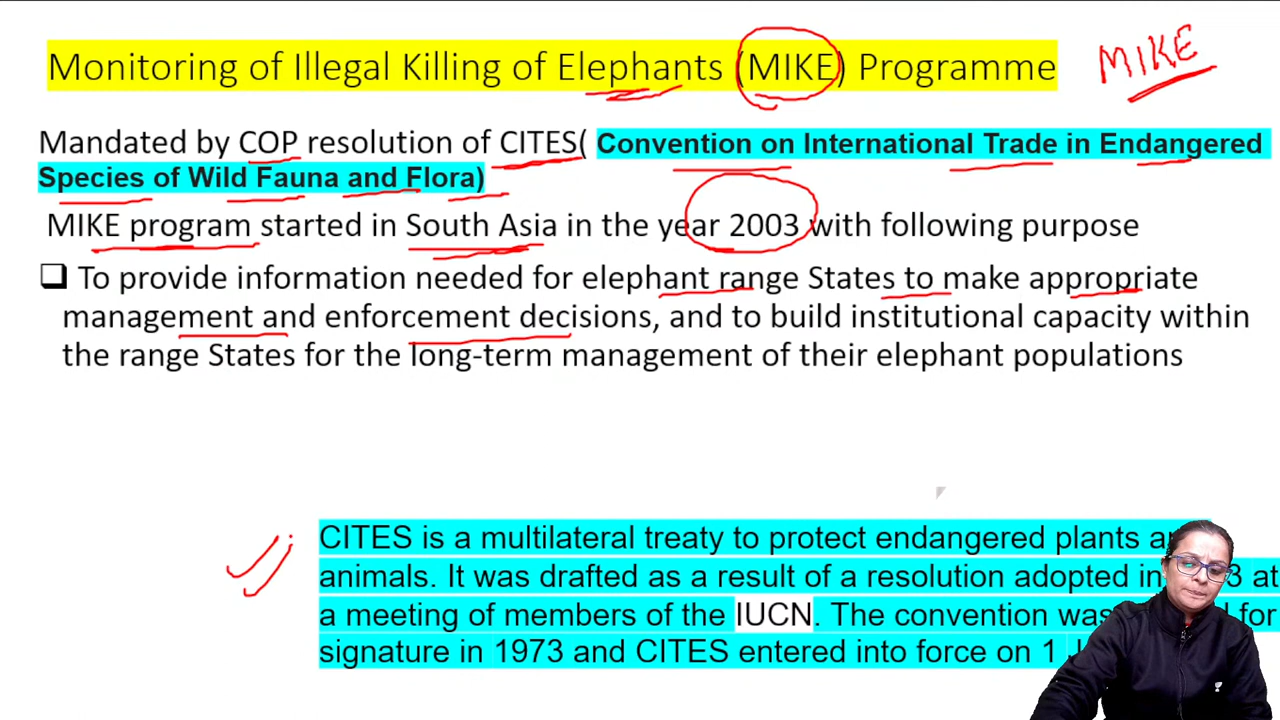 Monitoring of Illegal Killing of Elephants (MIKE) Programme
MIKE
Mandated by COP resolution of CITES( Convention on International Trade in Endangered
Species of Wild Fauna and Flora)
MIKE program started in South Asia in the year 2003 with following purpose
❑ To provide information needed for elephant range States to make appropriate
management and enforcement decisions, and to build institutional capacity within
the range States for the long-term management of their elephant populations
CITES is a multilateral treaty to protect endangered plants
animals. It was drafted as a result of a resolution adopted in 3 at
a meeting of members of the IUCN. The convention was for
signature in 1973 and CITES entered into force on 1